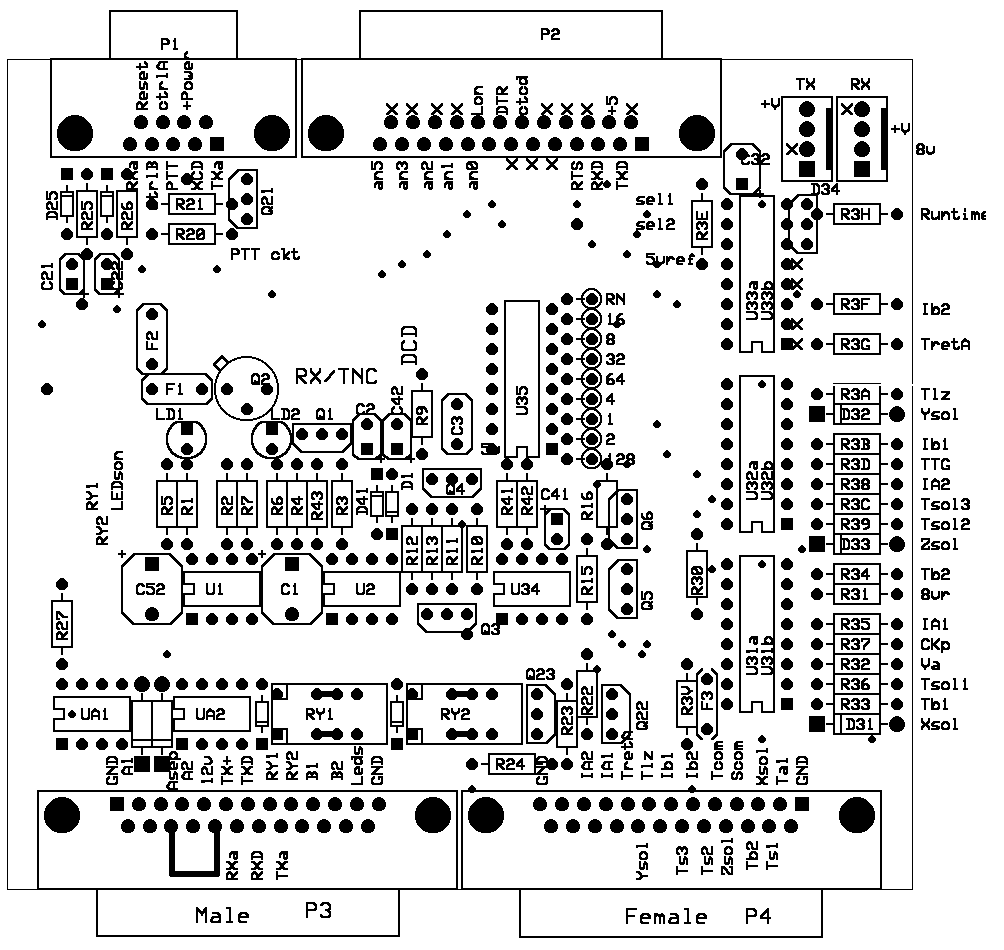 P1
P2
Reset
ctrlA
+Power
X
X
X
X
Lon
DTR
ctcd
X
X
X
+5
X
X
X
X
TX
RX
+V
X
X
+V
8v
RXa
ctrlB
PTT
XCD
TXa
an5
an3
an2
an1
an0
RTS
RXD
TXD
C32
D34
D25
R25
R26
R21
R20
Q21
PTT ckt
sel1
sel2
5vref
R3E
R3H
Runtime
C21
C22
U33a
U33b
X
X
X
X
R3F
Ib2
R3G
TretA
F2
F1
Q2
RX/TNC
DCD
RN
16
8
32
64
4
1
2
128
U35
5v
LD1
LD2
Q1
C2
C42
R9
C3
R3A
Tlz
D32
Ysol
R3B
Ib1
R3D
TTG
R38
IA2
R3C
Tsol3
R39
Tsol2
D33
Zsol
RY1
RY2
LEDson
R5
R1
R2
R7
R6
R4
R43
R3
D41
D1
Q4
R41
R42
C41
R16
Q6
U32a
U32b
R12
R13
R11
R10
C52
U1
C1
U2
U34
R15
Q5
R30
R34
Tb2
R31
8vr
Q3
R27
U31a
U31b
R35
IA1
R37
CKp
R32
Va
R36
Tsol1
R33
Tb1
D31
Xsol
UA1
UA2
RY1
RY2
Q23
R23
R22
Q22
R3V
F3
R24
GND
A1
Asep
A2
12v
TX+
TXD
RY1
RY2
B1
B2
Leds
GND
GND
IA2
IA1
TretA
Tlz
Ib1
Ib2
Tcom
Scom
Xsol
Ta1
GND
RXa
RXD
TXa
Ysol
Ts3
Ts2
Zsol
Tb2
Ts1
Male P3
Female P4